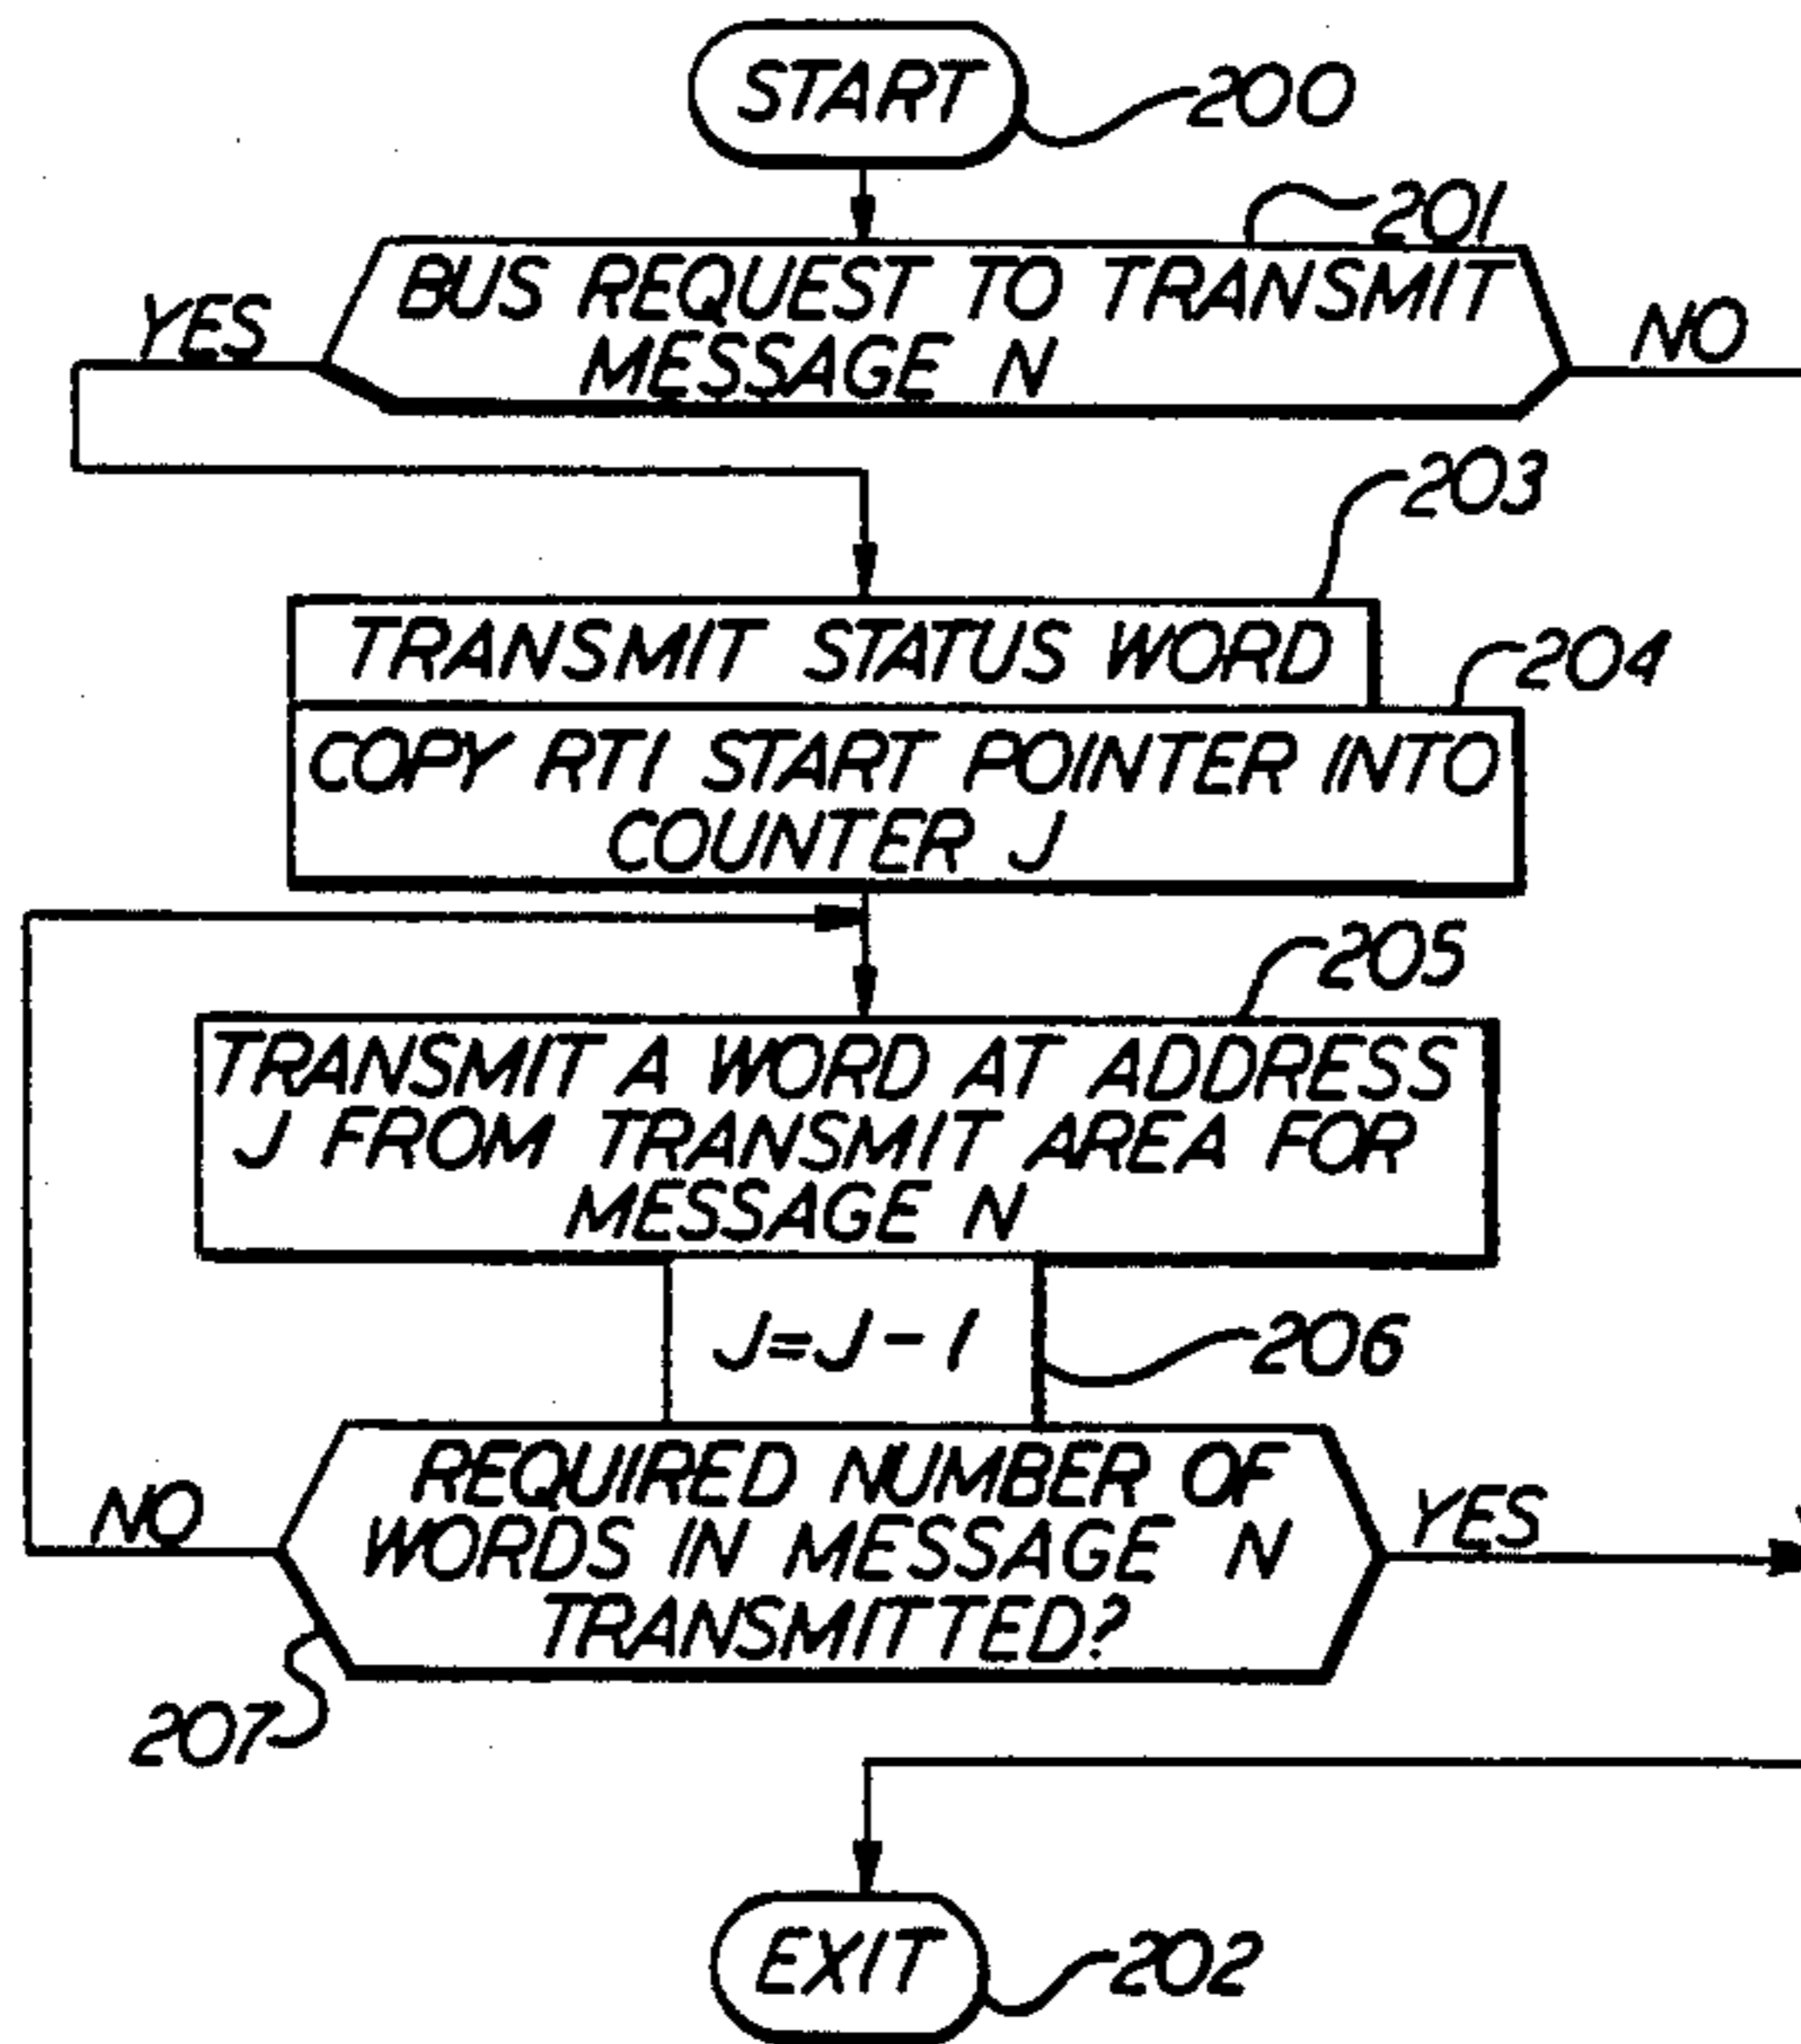 START
200
201
BUS REQUEST TO TRANSMIT
MESSAGE N
YES
NO
203
TRANSMIT STATUS WORD
204
COPY RTI START POINTER INTO
COUNTER J
205
TRANSMIT A WORD AT ADDRESS
J FROM TRANSMIT AREA FOR
MESSAGE N
J=J-1
206
REQUIRED NUMBER OF
WORDS IN MESSAGE N
TRANSMITTED?
NO
YES
207
EXIT
202